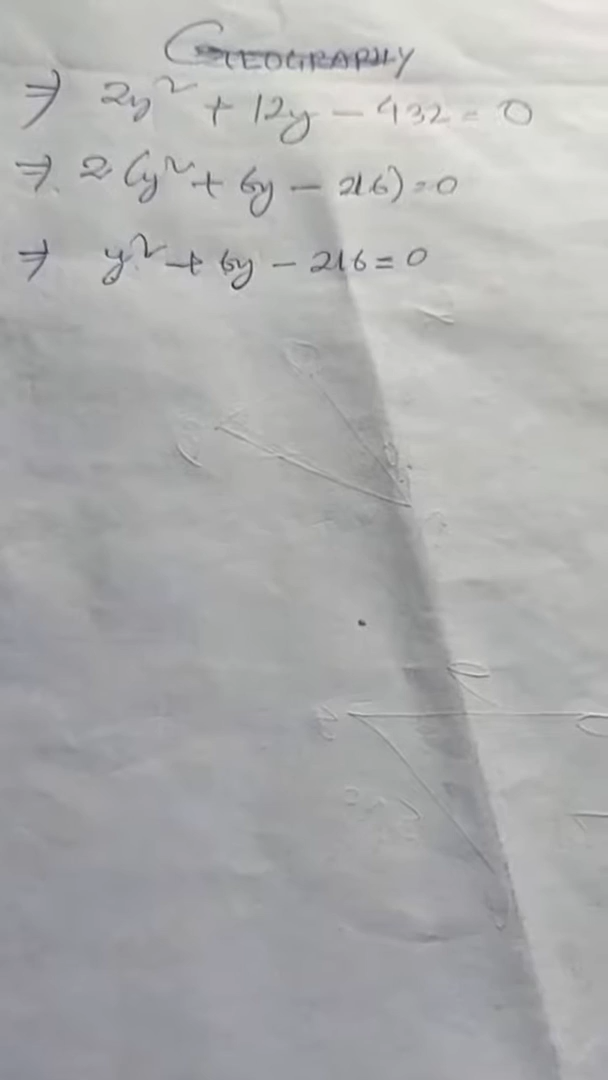 GEOGRAPHY
⇒ 2y² + 12y - 432 = 0
⇒ 2(y² + 6y - 216) = 0
⇒ y² + 6y - 216 = 0